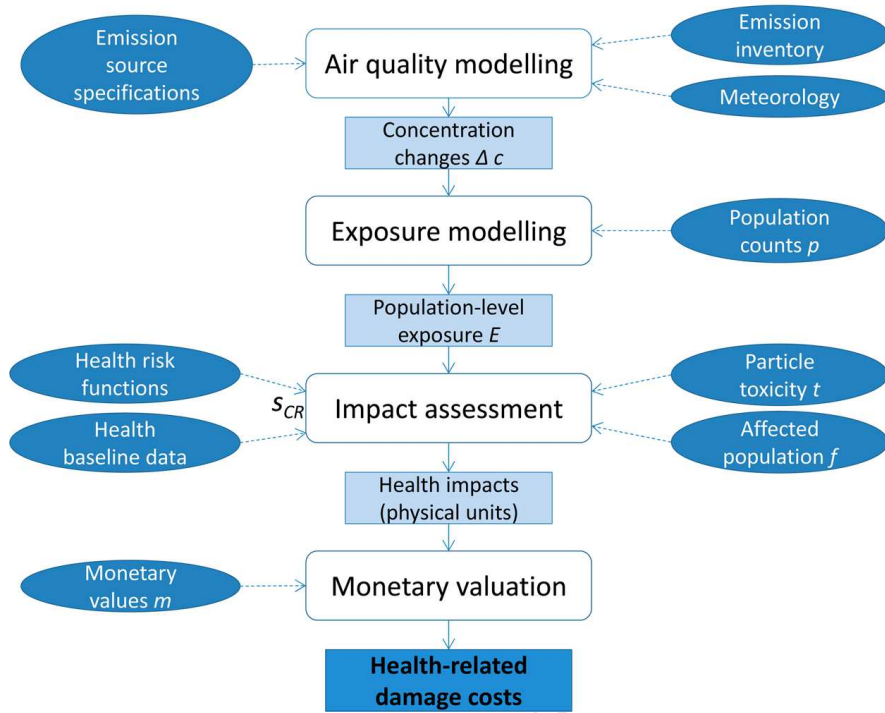 Emission
source
specifications
Air quality modelling
Emission
inventory
Meteorology
Concentration
changes Δ c
Exposure modelling
Population
counts p
Population-level
exposure E
Health risk
functions
Particle
toxicity t
S_CR
Impact assessment
Health
baseline data
Affected
population f
Health impacts
(physical units)
Monetary
values m
Monetary valuation
Health-related
damage costs